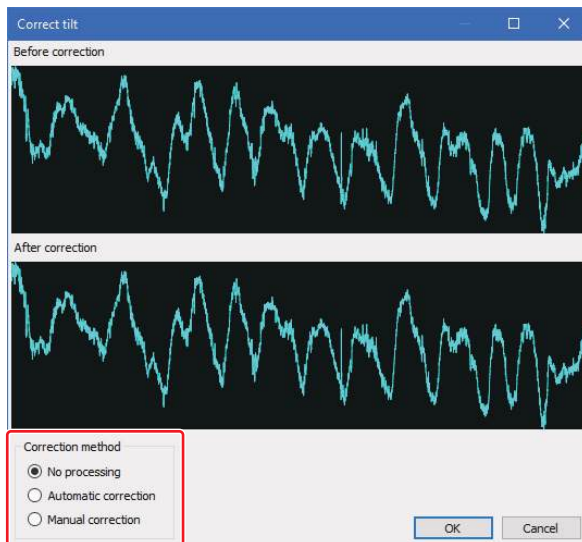 Correct tilt
Before correction
After correction
Correction method
No processing
Automatic correction
Manual correction
OK
Cancel